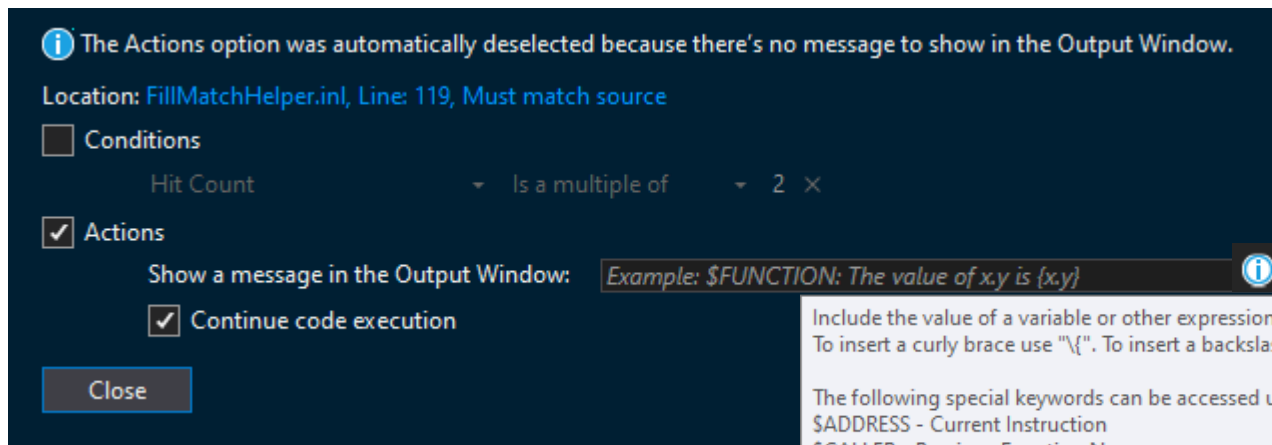 The Actions option was automatically deselected because there's no message to show in the Output Window.
Location: FillMatchHelper.inl, Line: 119, Must match source
Conditions
Hit Count Is a multiple of 2
Actions
Show a message in the Output Window: Example: $FUNCTION: The value of x.y is {x.y}
Continue code execution
Include the value of a variable or other expression
To insert a curly brace use "\{". To insert a
Close
The following special keywords can be accessed
$ADDRESS - Current Instruction